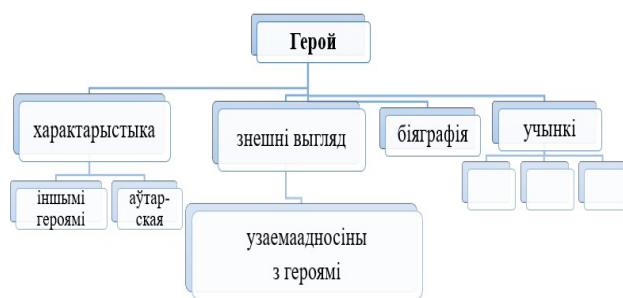 Герой
характарыстыка
знешні выгляд
біяграфія
учынкі
іншымі
героямі
аўтар-
ская
узаемаадносіны
з героямі